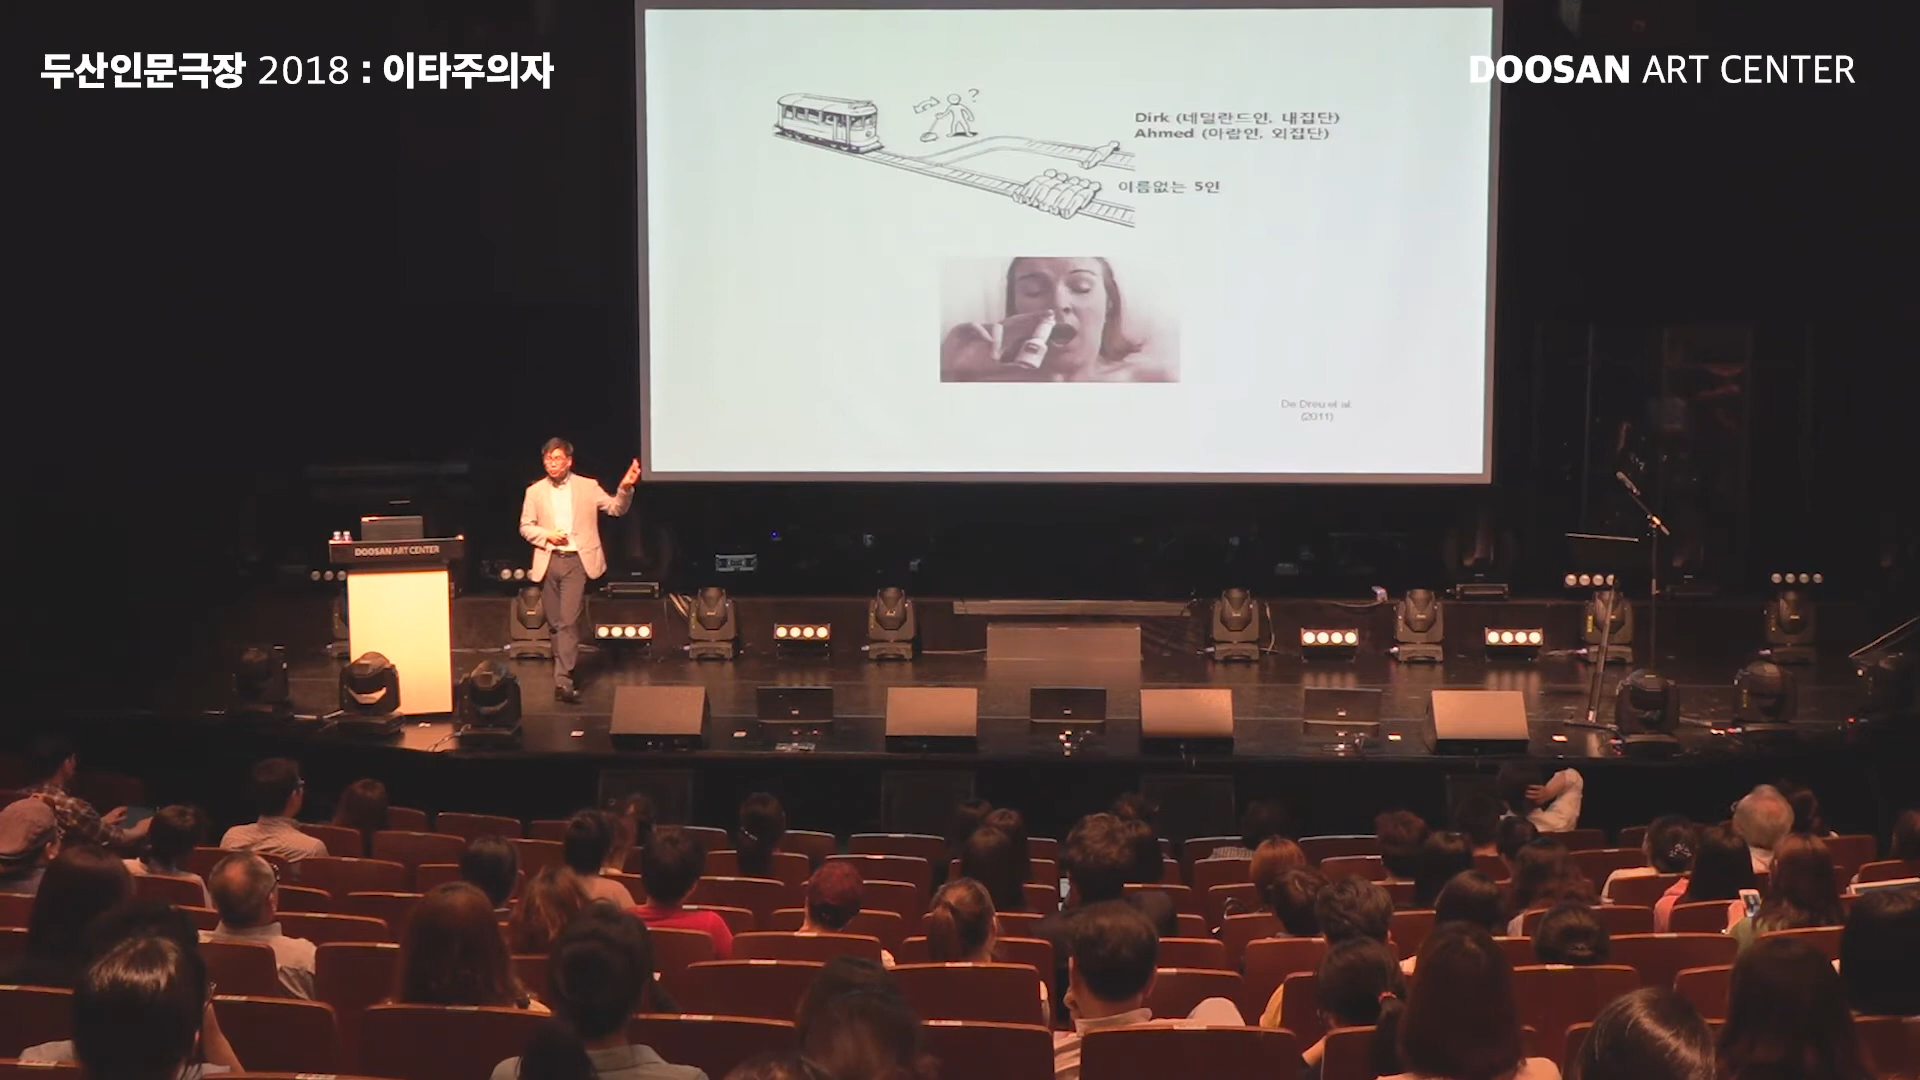 두산인문극장 2018 : 이타주의자
DOOSAN ART CENTER
?
Dirk (네덜란드인, 내집단)
Ahmed (아랍인, 외집단)
이름없는 5인
De Dreu et al.
(2011)
DOOSAN ART CENTER